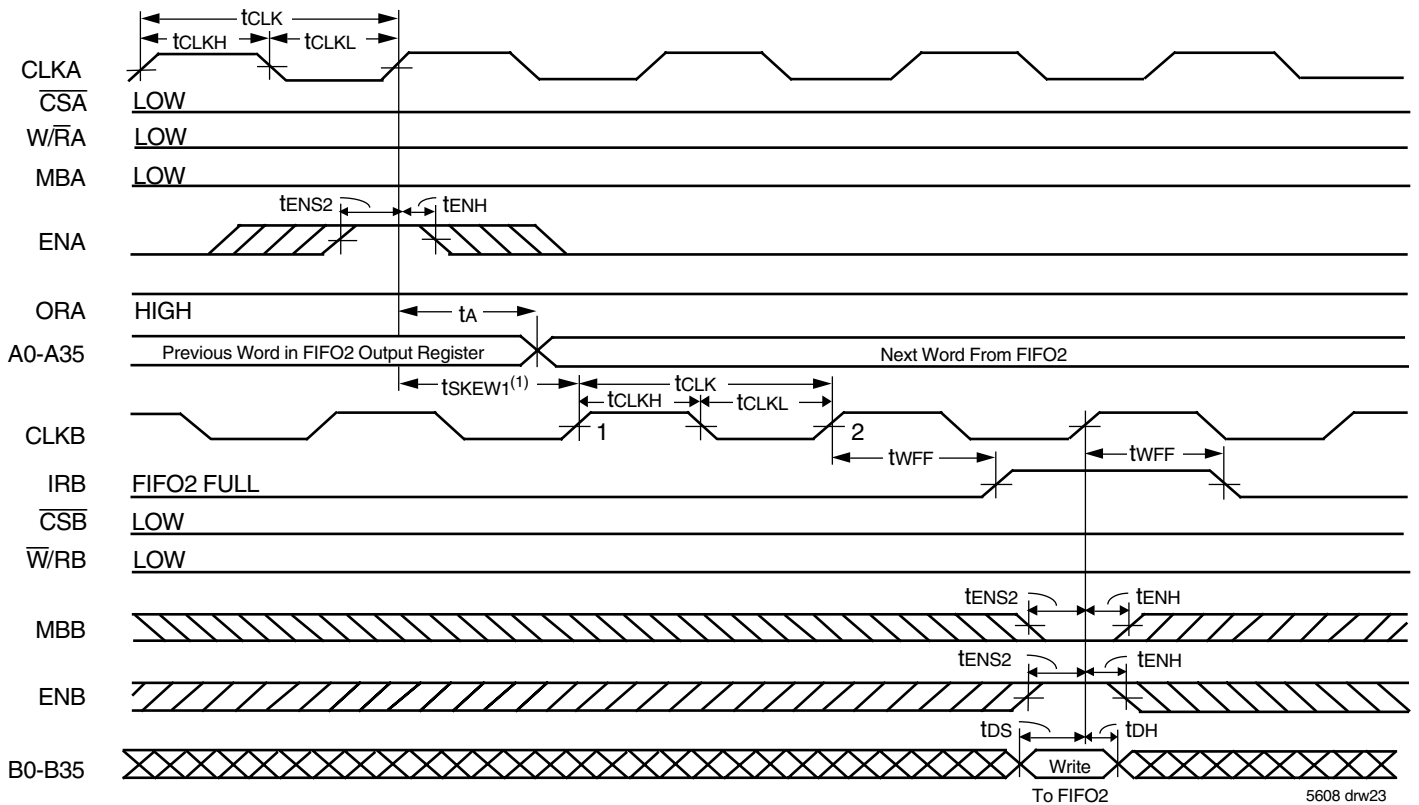 tCLK
tCLKH tCLKL
CLKA
CSA LOW
W/RA LOW
MBA LOW
tENS2 tENH
ENA
ORA HIGH
tA
A0-A35 Previous Word in FIFO2 Output Register Next Word From FIFO2
tSKEW1(1) tCLK
tCLKH tCLKL
CLKB 1 2
tWFF tWFF
IRB FIFO2 FULL
CSB LOW
W/RB LOW
tENS2 tENH
MBB
tENS2 tENH
ENB
tDS tDH
B0-B35 Write
To FIFO2
5608 drw23